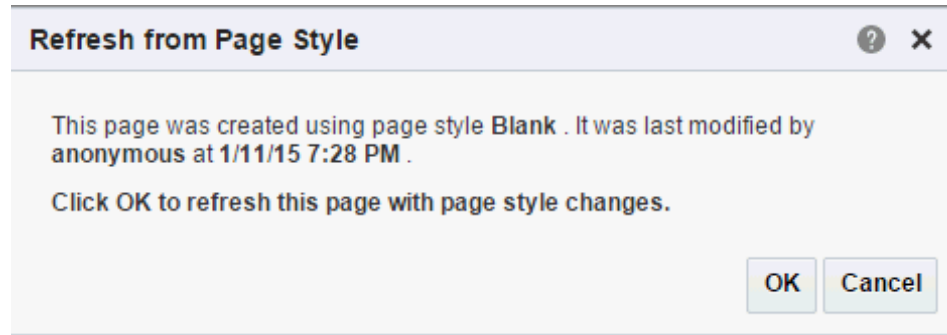 Refresh from Page Style
This page was created using page style Blank . It was last modified by
anonymous at 1/11/15 7:28 PM .
Click OK to refresh this page with page style changes.
OK Cancel